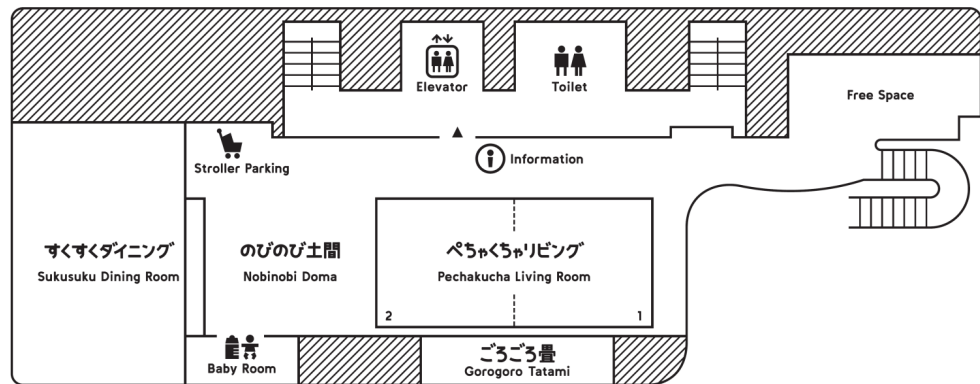 Elevator
Toilet
Free Space
Information
Stroller Parking
すくすくダイニング
Sukusuku Dining Room
のびのび土間
Nobinobi Doma
ぺちゃくちゃリビング
Pechakucha Living Room
2
1
Baby Room
ごろごろ畳
Gorogoro Tatami